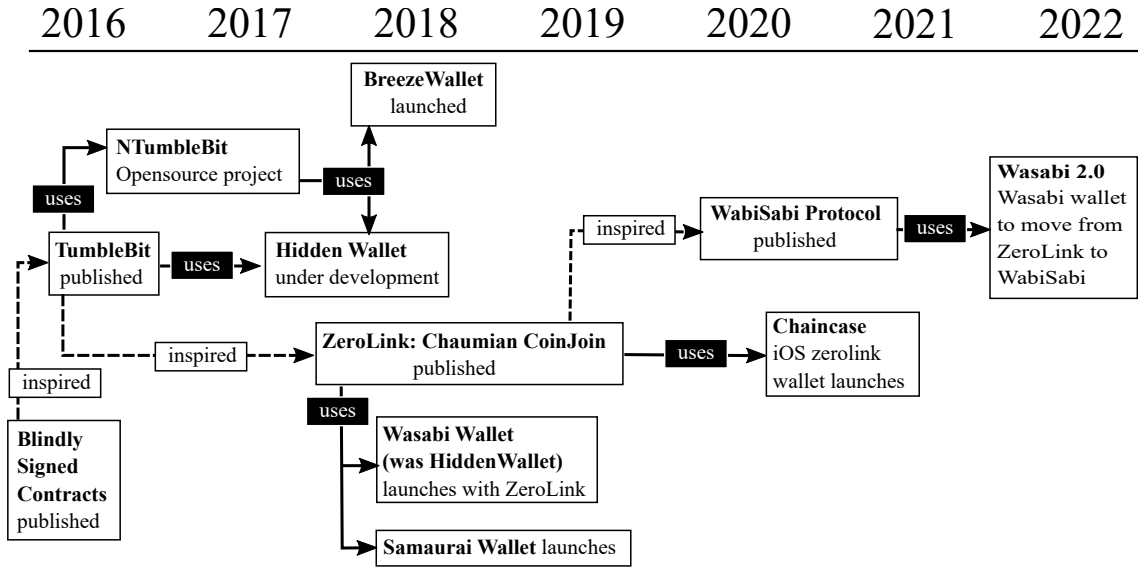 2016 2017 2018 2019 2020 2021 2022
BreezeWallet
launched
NTumbleBit
Opensource project
uses
uses
TumbleBit
published
uses
Hidden Wallet
under development
inspired
WabiSabi Protocol
published
uses
Wasabi 2.0
Wasabi wallet
to move from
ZeroLink to
WabiSabi
inspired
ZeroLink: Chaumian CoinJoin
published
uses
Chaincase
iOS zerolink
wallet launches
inspired
Blindly
Signed
Contracts
published
uses
Wasabi Wallet
(was HiddenWallet)
launches with ZeroLink
Samaurai Wallet launches